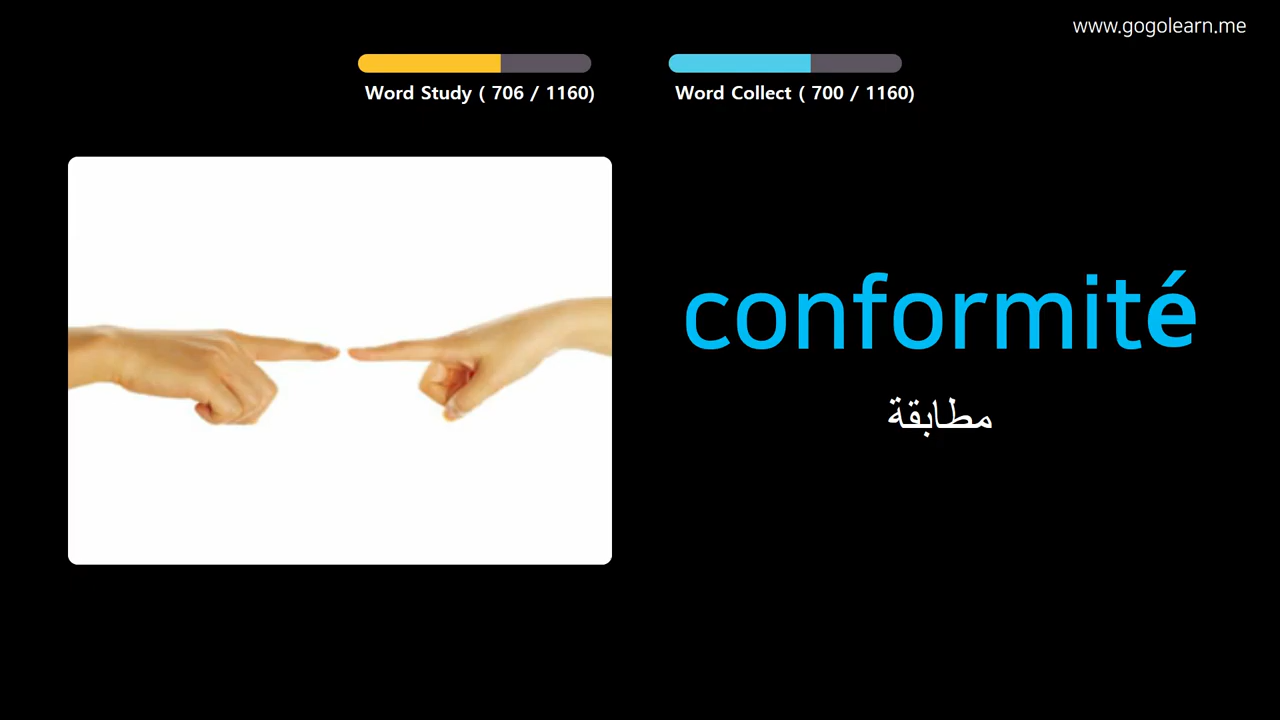 www.gogolearn.me
Word Study ( 706 / 1160)
Word Collect ( 700 / 1160)
conformité
مطابقة